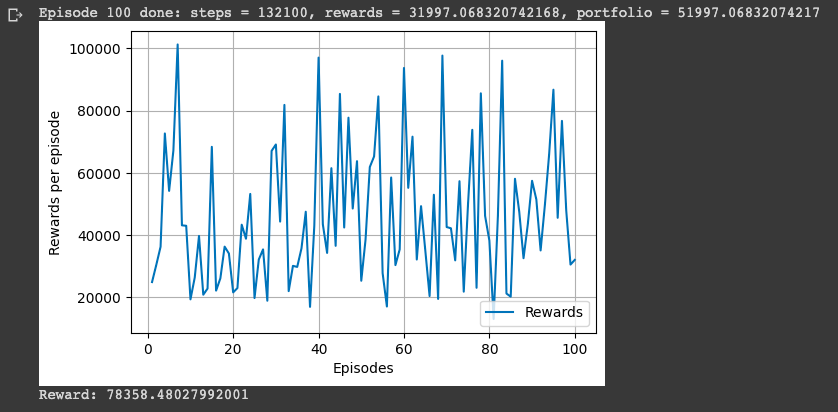 Episode 100 done: steps = 132100, rewards = 31997.068320742168, portfolio = 51997.06832074217
100000
80000
60000
40000
20000
Rewards per episode
Rewards
0 20 40 60 80 100
Episodes
Reward: 78358.48027992001